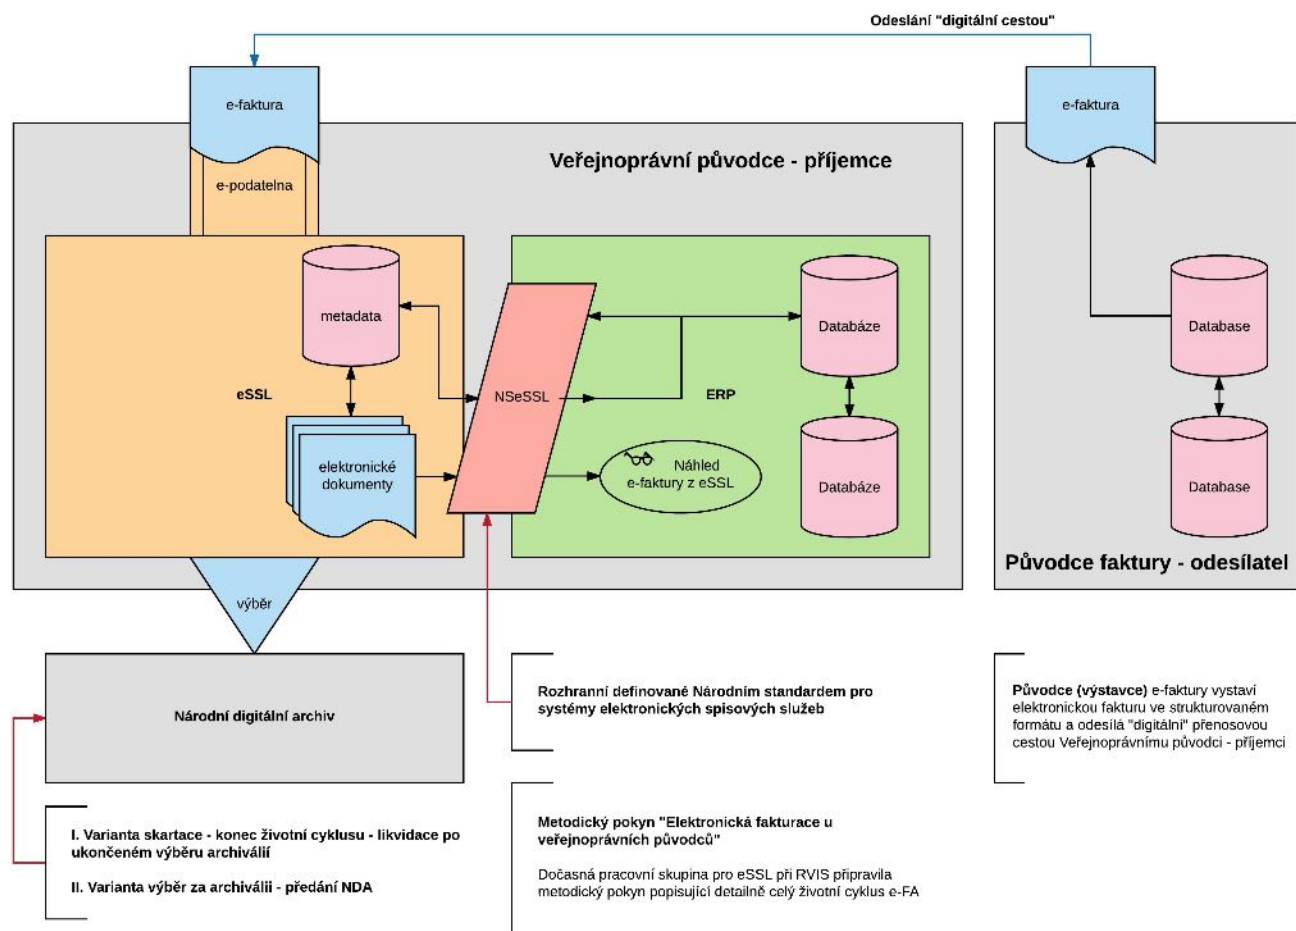 Odeslání "digitální cestou"
e-faktura
e-faktura
Veřejnoprávní původce - příjemce
e-podatelna
metadata
Databáze
Database
eSSL
NSeSSL
ERP
elektronické
dokumenty
Náhled
e-faktury z eSSL
Databáze
Database
Původce faktury - odesílatel
výběr
Národní digitální archiv
Rozhranní definované Národním standardem pro
systémy elektronických spisových služeb
Původce (výstavce) e-faktury vystaví
elektronickou fakturu ve strukturovaném
formátu a odesílá "digitální" přenosovou
cestou Veřejnoprávnímu původci - příjemci
I. Varianta skartace - konec životní cyklusu - likvidace po
ukončeném výběru archiválií
II. Varianta výběr za archiválii - předání NDA
Metodický pokyn "Elektronická fakturace u
veřejnoprávních původců"
Dočasná pracovní skupina pro eSSL při RVIS připravila
metodický pokyn popisující detailně celý životní cyklus e-FA